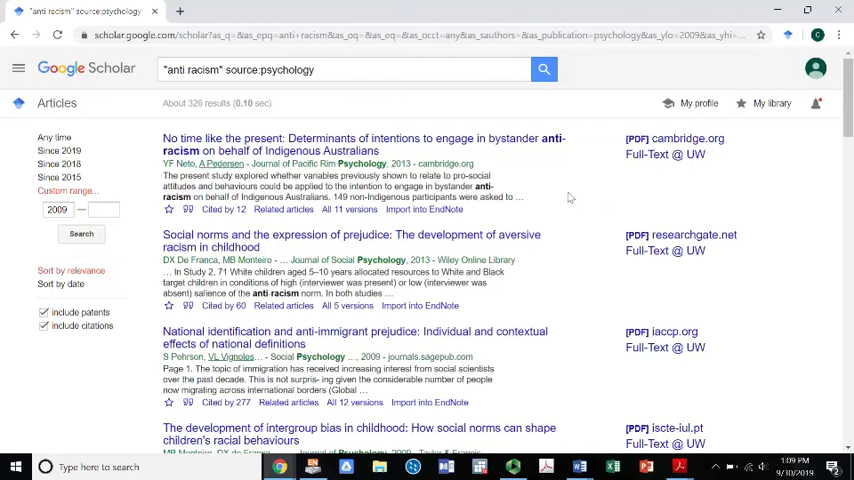 "anti racism" source:psychology
scholar.google.com/scholar?as_q=&as_epq=anti+racism&as_oq=&as_eq=&as_occt=any&as_sauthors=&as_publication=psychology&as_ylo=2009&as_yhi=...
C
Google Scholar
"anti racism" source:psychology
Articles
About 326 results (0.10 sec)
My profile
My library
Any time
Since 2019
Since 2018
Since 2015
Custom range...
2009 —
Search
Sort by relevance
Sort by date
include patents
include citations
No time like the present: Determinants of intentions to engage in bystander anti-
racism on behalf of Indigenous Australians
YF Neto, A Pedersen - Journal of Pacific Rim Psychology, 2013 - cambridge.org
The present study explored whether variables previously shown to relate to pro-social
attitudes and behaviours could be applied to the intention to engage in bystander anti-
racism on behalf of Indigenous Australians. 149 non-Indigenous participants were asked to ...
Cited by 12 Related articles All 11 versions Import into EndNote
[PDF] cambridge.org
Full-Text @ UW
Social norms and the expression of prejudice: The development of aversive
racism in childhood
DX De Franca, MB Monteiro - ... Journal of Social Psychology, 2013 - Wiley Online Library
... In Study 2, 71 White children aged 5–10 years allocated resources to White and Black
target children in conditions of high (interviewer was present) or low (interviewer was
absent) salience of the anti-racism norm. In both studies ...
Cited by 60 Related articles All 5 versions Import into EndNote
[PDF] researchgate.net
Full-Text @ UW
National identification and anti-immigrant prejudice: Individual and contextual
effects of national definitions
S Pehrson, VL Vignoles... - Social Psychology ..., 2009 - journals.sagepub.com
Page 1. The topic of immigration has received increasing interest from social scientists
over the past decade. This is not surpris- ing given the considerable number of people
now migrating across international borders (Global ...
Cited by 277 Related articles All 12 versions Import into EndNote
[PDF] iaccp.org
Full-Text @ UW
The development of intergroup bias in childhood: How social norms can shape
children's racial behaviours
MB Monteiro, DX de França... - Journal of Psychology, 2009 - Taylor & Francis
[PDF] iscte-iul.pt
Full-Text @ UW
Type here to search
1:09 PM
9/30/2019
2